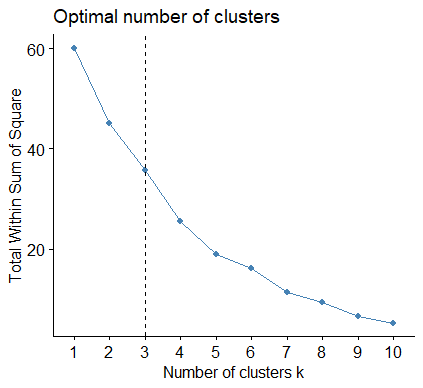 Optimal number of clusters
Total Within Sum of Square
60
40
20
1 2 3 4 5 6 7 8 9 10
Number of clusters k